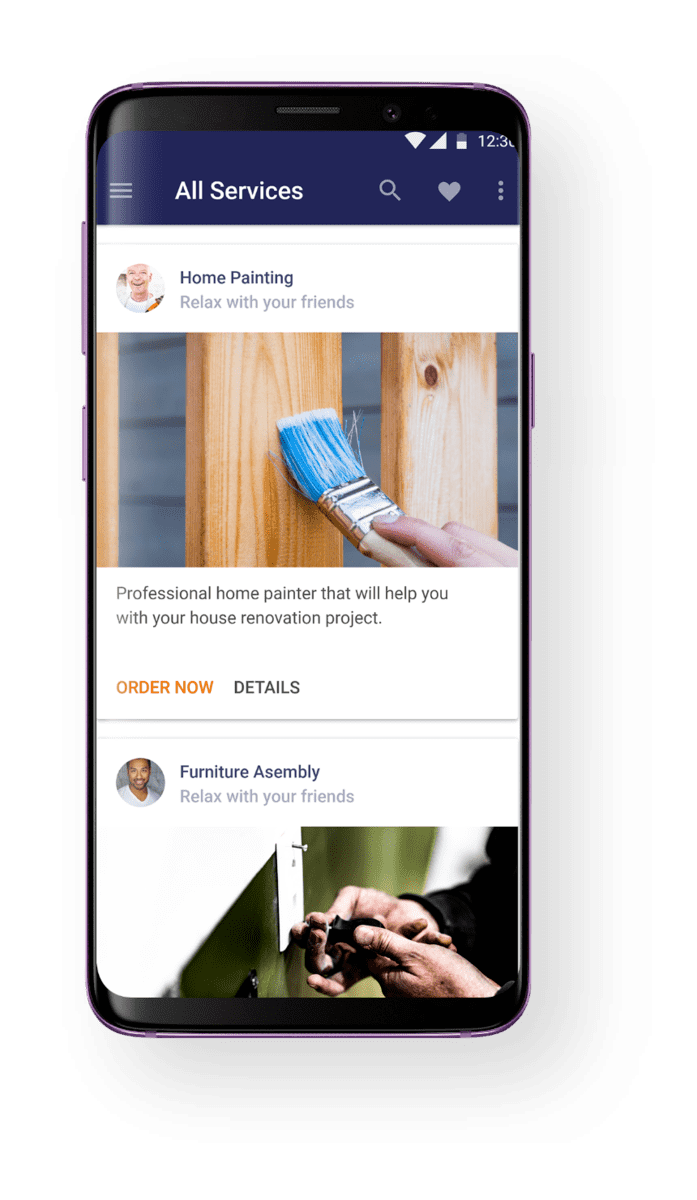 12:30
All Services
Home Painting
Relax with your friends
Professional home painter that will help you
with your house renovation project.
ORDER NOW DETAILS
Furniture Asembly
Relax with your friends